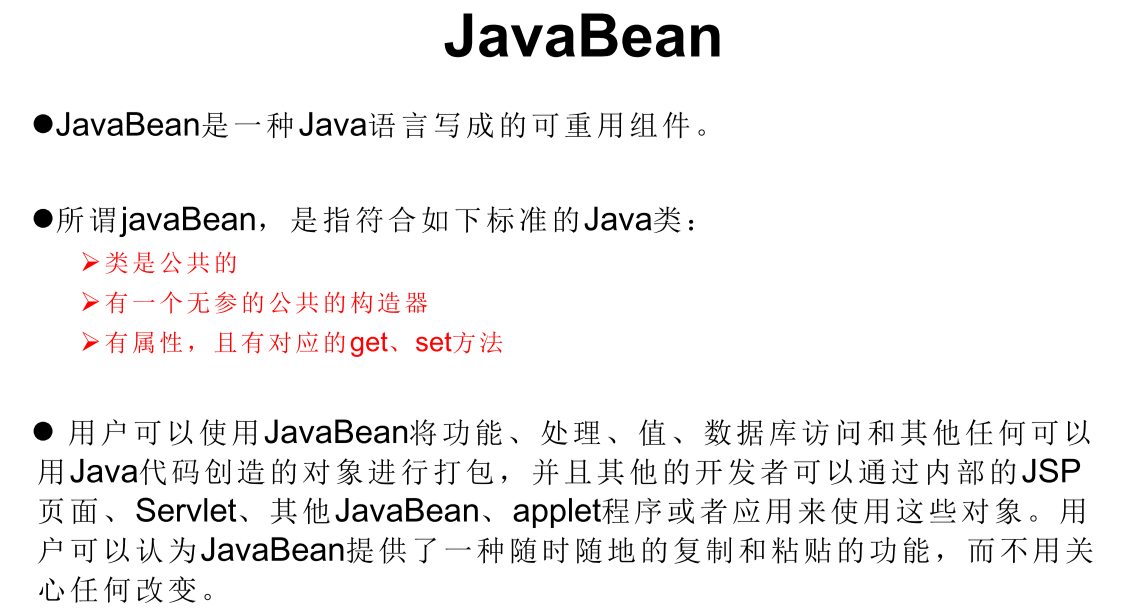 JavaBean
●JavaBean是一种Java语言写成的可重用组件。
●所谓javaBean，是指符合如下标准的Java类：
➢类是公共的
➢有一个无参的公共的构造器
➢有属性，且有对应的get、set方法
● 用户可以使用JavaBean将功能、处理、值、数据库访问和其他任何可以
用Java代码创造的对象进行打包，并且其他的开发者可以通过内部的JSP
页面、Servlet、其他JavaBean、applet程序或者应用来使用这些对象。用
户可以认为JavaBean提供了一种随时随地的复制和粘贴的功能，而不用关
心任何改变。